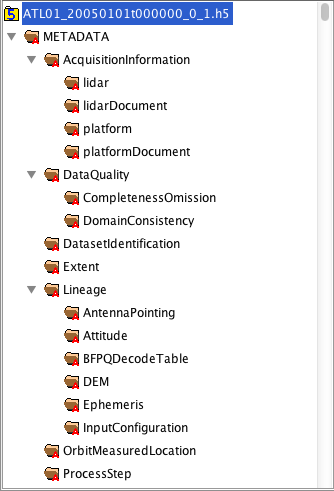 ATL01_20050101t000000_0_1.h5
METADATA
AcquisitionInformation
lidar
lidarDocument
platform
platformDocument
DataQuality
CompletenessOmission
DomainConsistency
DatasetIdentification
Extent
Lineage
AntennaPointing
Attitude
BFPQDecodeTable
DEM
Ephemeris
InputConfiguration
OrbitMeasuredLocation
ProcessStep